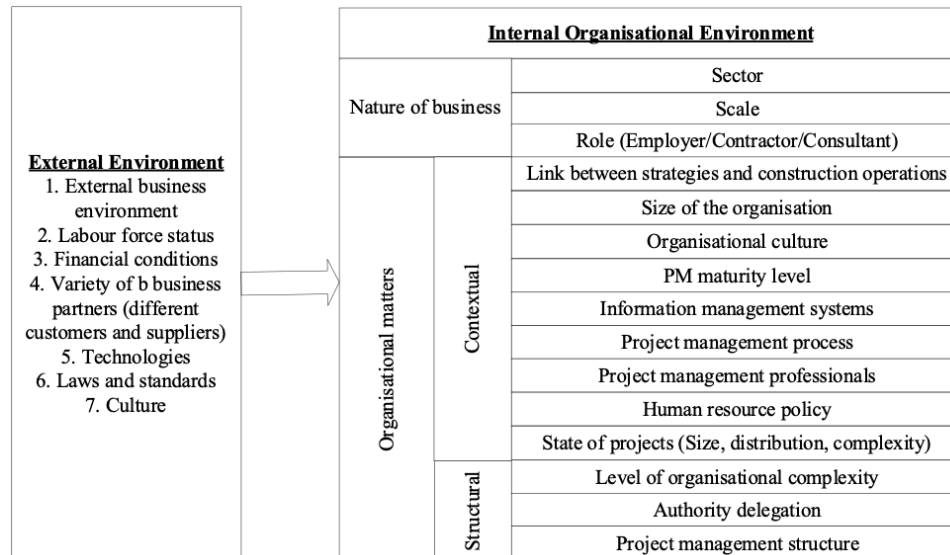 External Environment
1. External business
environment
2. Labour force status
3. Financial conditions
4. Variety of b business
partners (different
customers and suppliers)
5. Technologies
6. Laws and standards
7. Culture
Internal Organisational Environment
Nature of business
Sector
Scale
Role (Employer/Contractor/Consultant)
Organisational matters
Contextual
Link between strategies and construction operations
Size of the organisation
Organisational culture
PM maturity level
Information management systems
Project management process
Project management professionals
Human resource policy
State of projects (Size, distribution, complexity)
Structural
Level of organisational complexity
Authority delegation
Project management structure